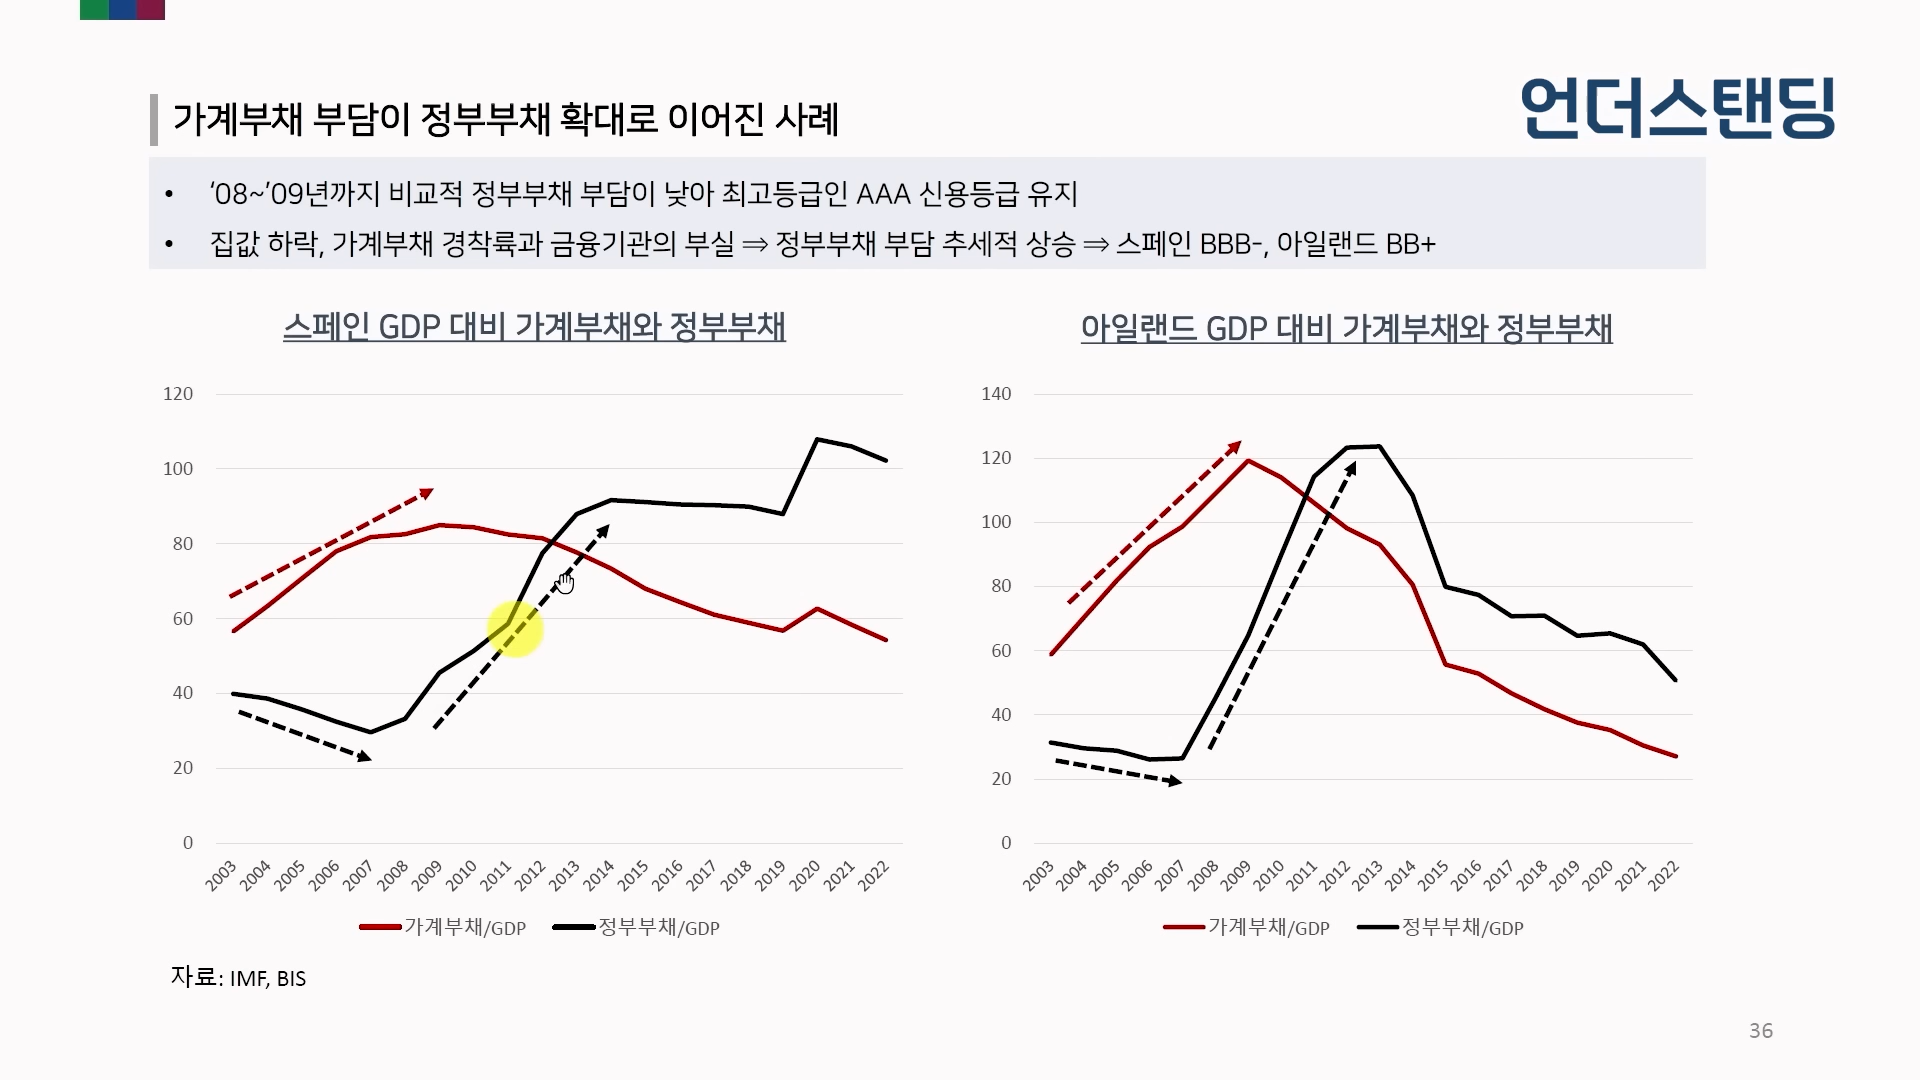 언더스탠딩
가계부채 부담이 정부부채 확대로 이어진 사례
• ‘08~’09년까지 비교적 정부부채 부담이 낮아 최고등급인 AAA 신용등급 유지
• 집값 하락, 가계부채 경착륙과 금융기관의 부실 ⇒ 정부부채 부담 추세적 상승 ⇒ 스페인 BBB-, 아일랜드 BB+
스페인 GDP 대비 가계부채와 정부부채
120
100
80
60
40
20
0
2003 2004 2005 2006 2007 2008 2009 2010 2011 2012 2013 2014 2015 2016 2017 2018 2019 2020 2021 2022
가계부채/GDP 정부부채/GDP
아일랜드 GDP 대비 가계부채와 정부부채
140
120
100
80
60
40
20
0
2003 2004 2005 2006 2007 2008 2009 2010 2011 2012 2013 2014 2015 2016 2017 2018 2019 2020 2021 2022
가계부채/GDP 정부부채/GDP
자료: IMF, BIS
36